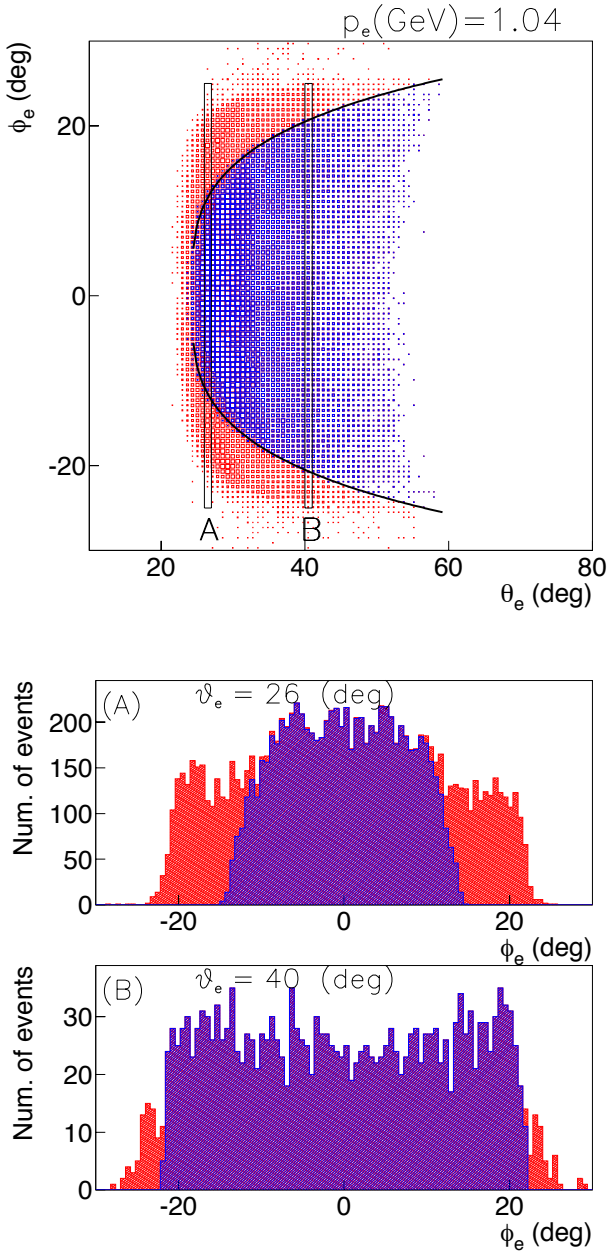 p_e(GeV)=1.04
ϕ_e (deg)
20
0
-20
A
B
20
40
60
80
θ_e (deg)
(A)
ϑ_e = 26 (deg)
Num. of events
200
150
100
50
0
-20
0
20
ϕ_e (deg)
(B)
ϑ_e = 40 (deg)
Num. of events
30
20
10
0
-20
0
20
ϕ_e (deg)